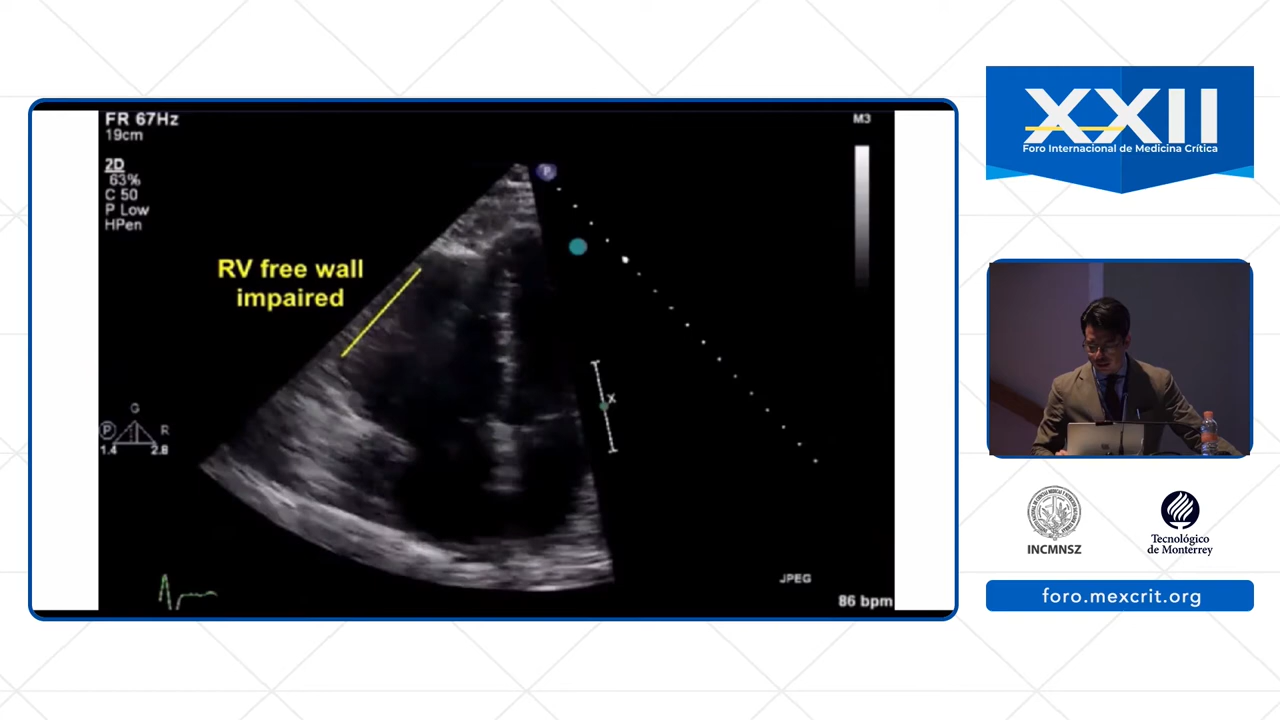 FR 67Hz
19cm
2D
63%
C 50
P Low
HPen
M3
P
RV free wall
impaired
X
G
P
R
1.4
2.8
JPEG
86 bpm
XXII
Foro Internacional de Medicina Crítica
INCMNSZ
Tecnológico
de Monterrey
foro.mexcrit.org